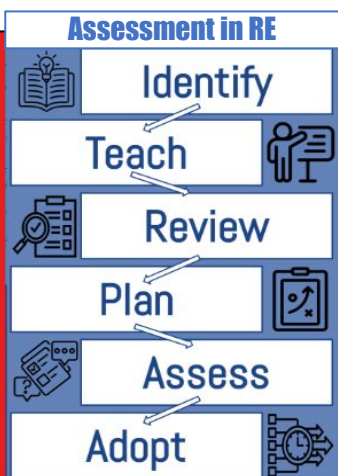 Assessment in RE
Identify
Teach
Review
Plan
Assess
Adopt